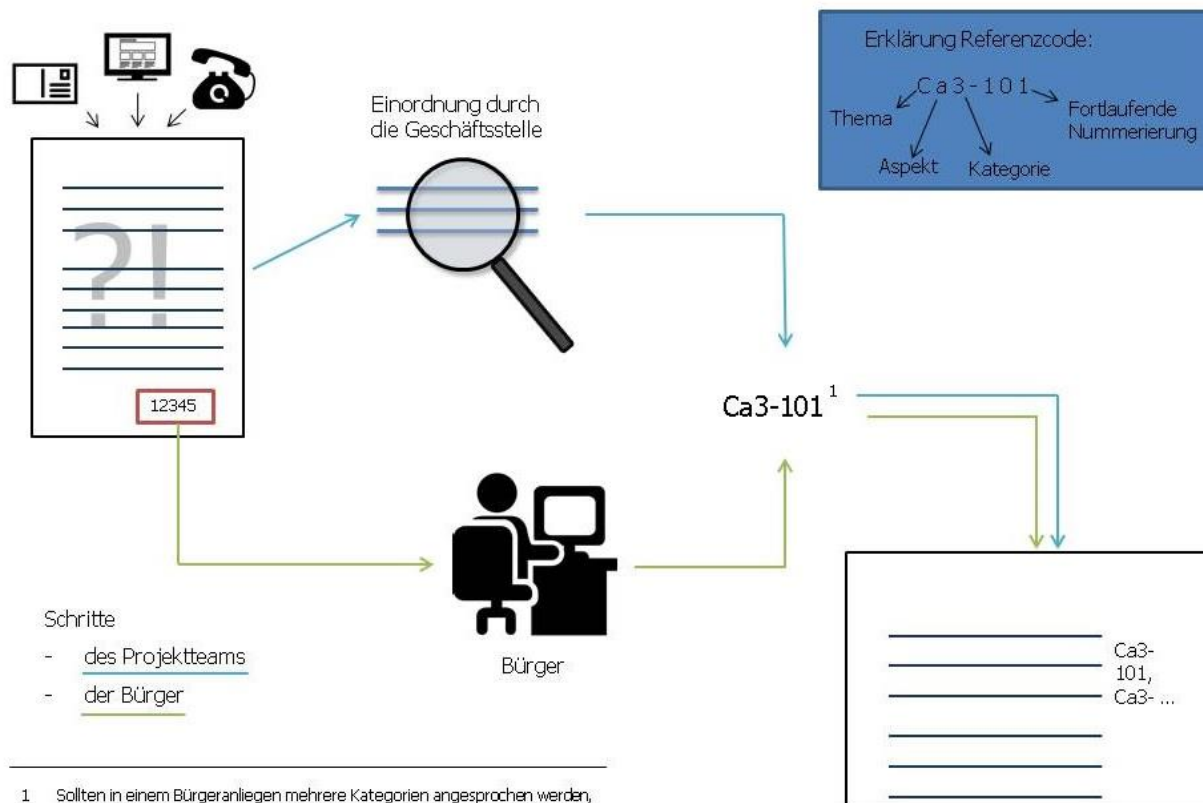 Erklärung Referenzcode:
Ca3-101
Thema
Fortlaufende
Nummerierung
Aspekt
Kategorie
Einordnung durch
die Geschäftsstelle
?!
12345
Ca3-101 1
Bürger
Schritte
- des Projektteams
- der Bürger
Ca3-
101,
Ca3- ...
1 Sollten in einem Bürgeranliegen mehrere Kategorien angesprochen werden,